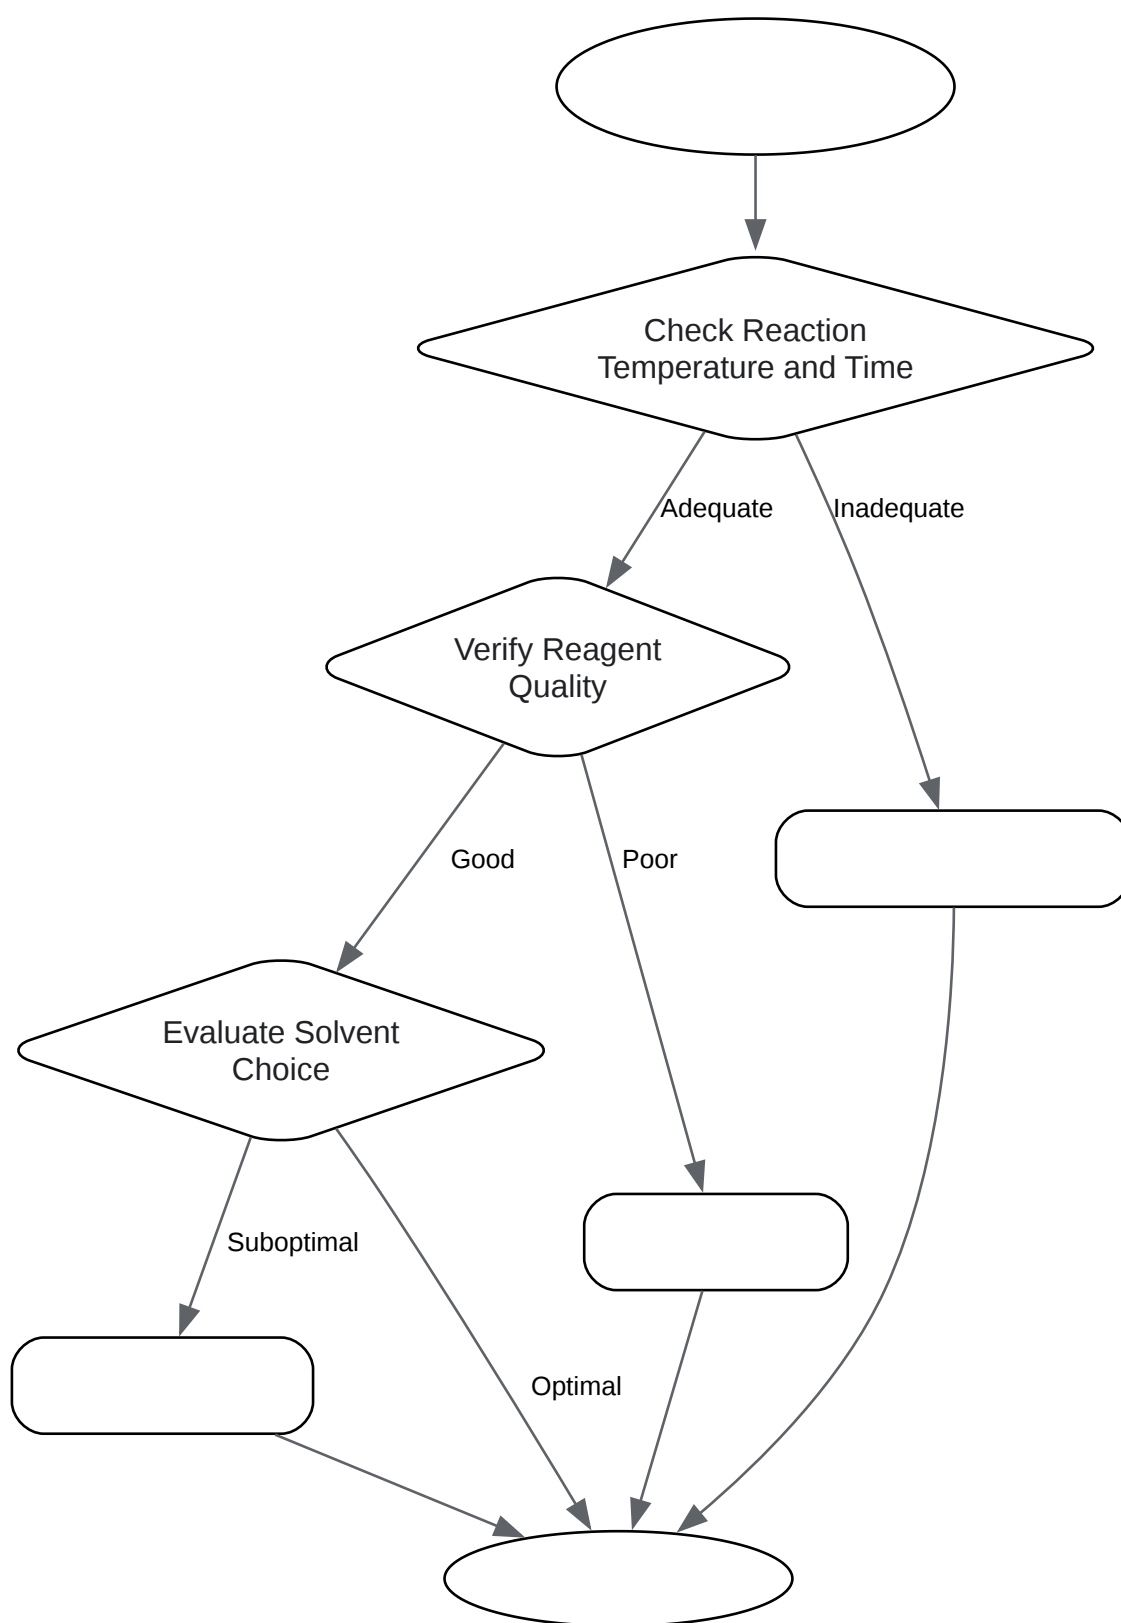 Check Reaction
Temperature and Time
Adequate
Inadequate
Verify Reagent
Quality
Good
Poor
Evaluate Solvent
Choice
Suboptimal
Optimal